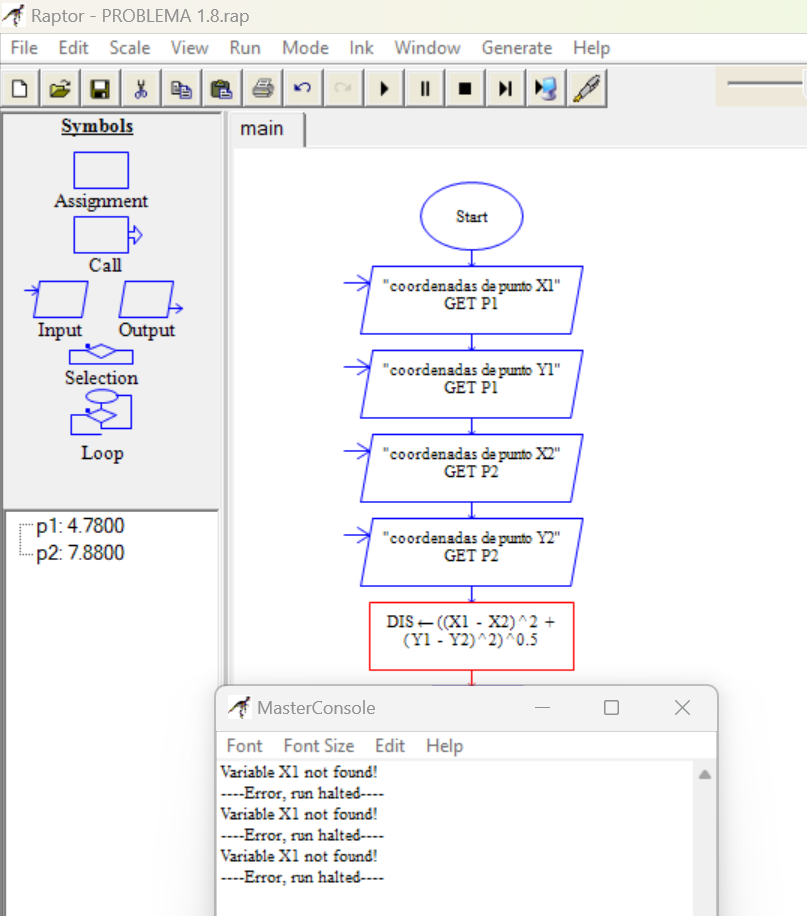 Raptor - PROBLEMA 1.8.rap
File Edit Scale View Run Mode Ink Window Generate Help
Symbols
Assignment
Call
Input Output
Selection
Loop
p1: 4.7800
p2: 7.8800
main
Start
"coordenadas de punto X1"
GET P1
"coordenadas de punto Y1"
GET P1
"coordenadas de punto X2"
GET P2
"coordenadas de punto Y2"
GET P2
DIS←((X1 - X2)^2 +
(Y1 - Y2)^2)^0.5
MasterConsole
Font Font Size Edit Help
Variable X1 not found!
----Error, run halted----
Variable X1 not found!
----Error, run halted----
Variable X1 not found!
----Error, run halted----